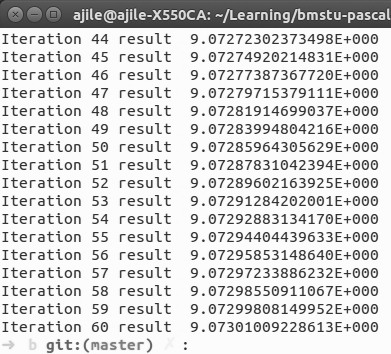 ajile@ajile-X550CA: ~/Learning/bmstu-pascal
Iteration 44 result  9.07272302373498E+000
Iteration 45 result  9.07274920214831E+000
Iteration 46 result  9.07277387367720E+000
Iteration 47 result  9.07279715379111E+000
Iteration 48 result  9.07281914699037E+000
Iteration 49 result  9.07283994804216E+000
Iteration 50 result  9.07285964305629E+000
Iteration 51 result  9.07287831042394E+000
Iteration 52 result  9.07289602163925E+000
Iteration 53 result  9.07291284202001E+000
Iteration 54 result  9.07292883134170E+000
Iteration 55 result  9.07294404439633E+000
Iteration 56 result  9.07295853148640E+000
Iteration 57 result  9.07297233886232E+000
Iteration 58 result  9.07298550911067E+000
Iteration 59 result  9.07299808149952E+000
Iteration 60 result  9.07301009228613E+000
➜  b git:(master) ✗ :